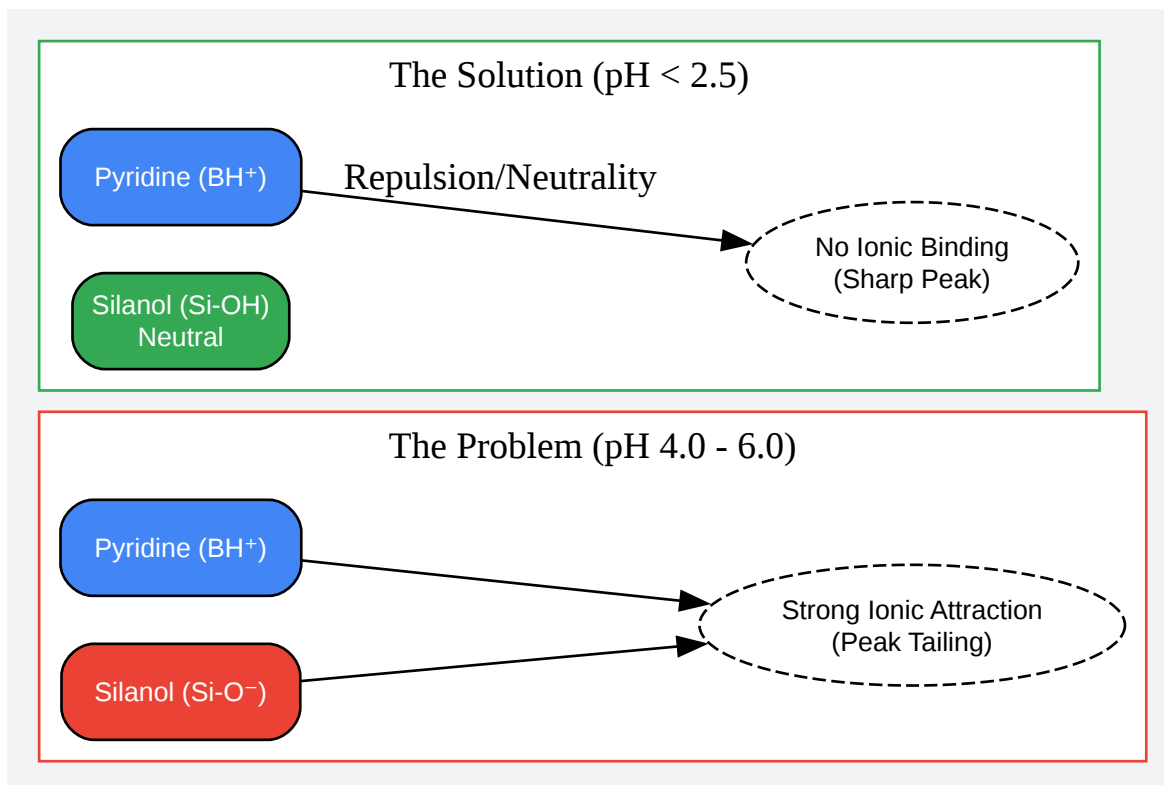 The Solution (pH < 2.5)
Pyridine (BH⁺)
Repulsion/Neutrality
No Ionic Binding
(Sharp Peak)
Silanol (Si-OH)
Neutral
The Problem (pH 4.0 - 6.0)
Pyridine (BH⁺)
Strong Ionic Attraction
(Peak Tailing)
Silanol (Si-O⁻)